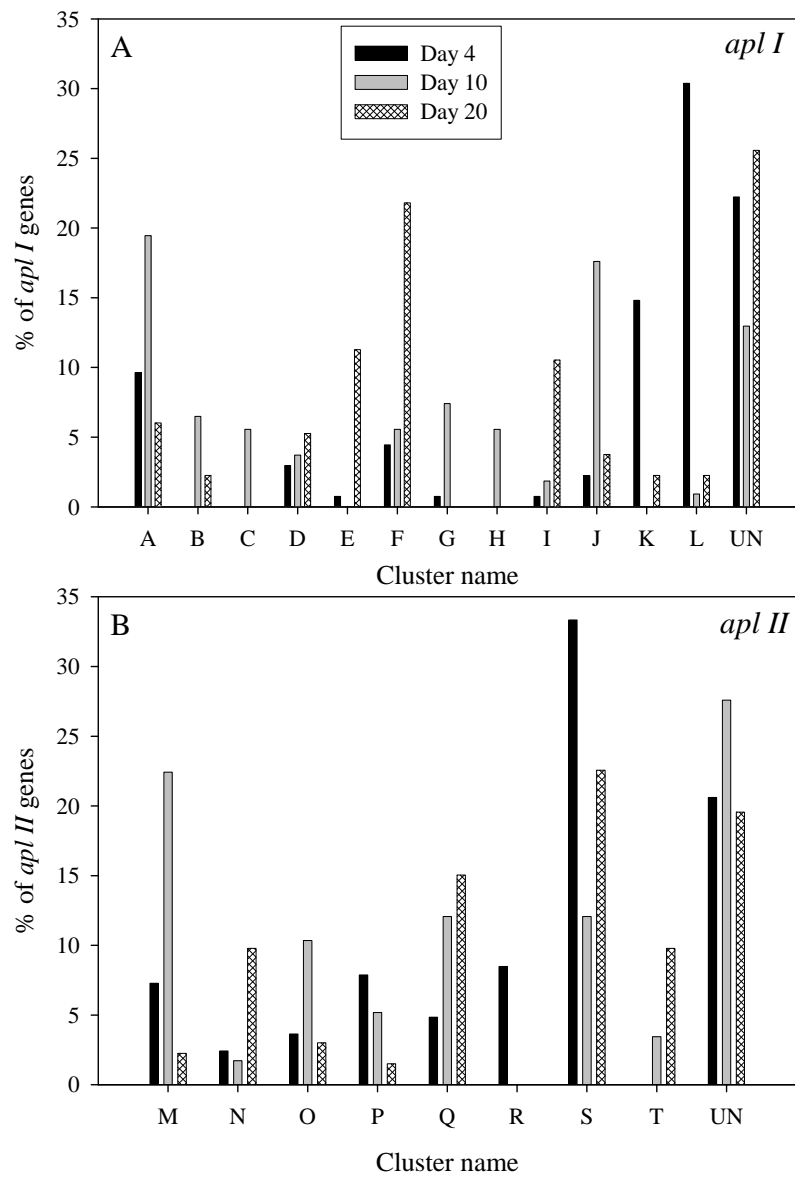 A
apl I
Day 4
Day 10
Day 20
35
30
25
20
15
10
5
0
% of apl I genes
A B C D E F G H I J K L UN
Cluster name
B
apl II
35
30
25
20
15
10
5
0
% of apl II genes
M N O P Q R S T UN
Cluster name